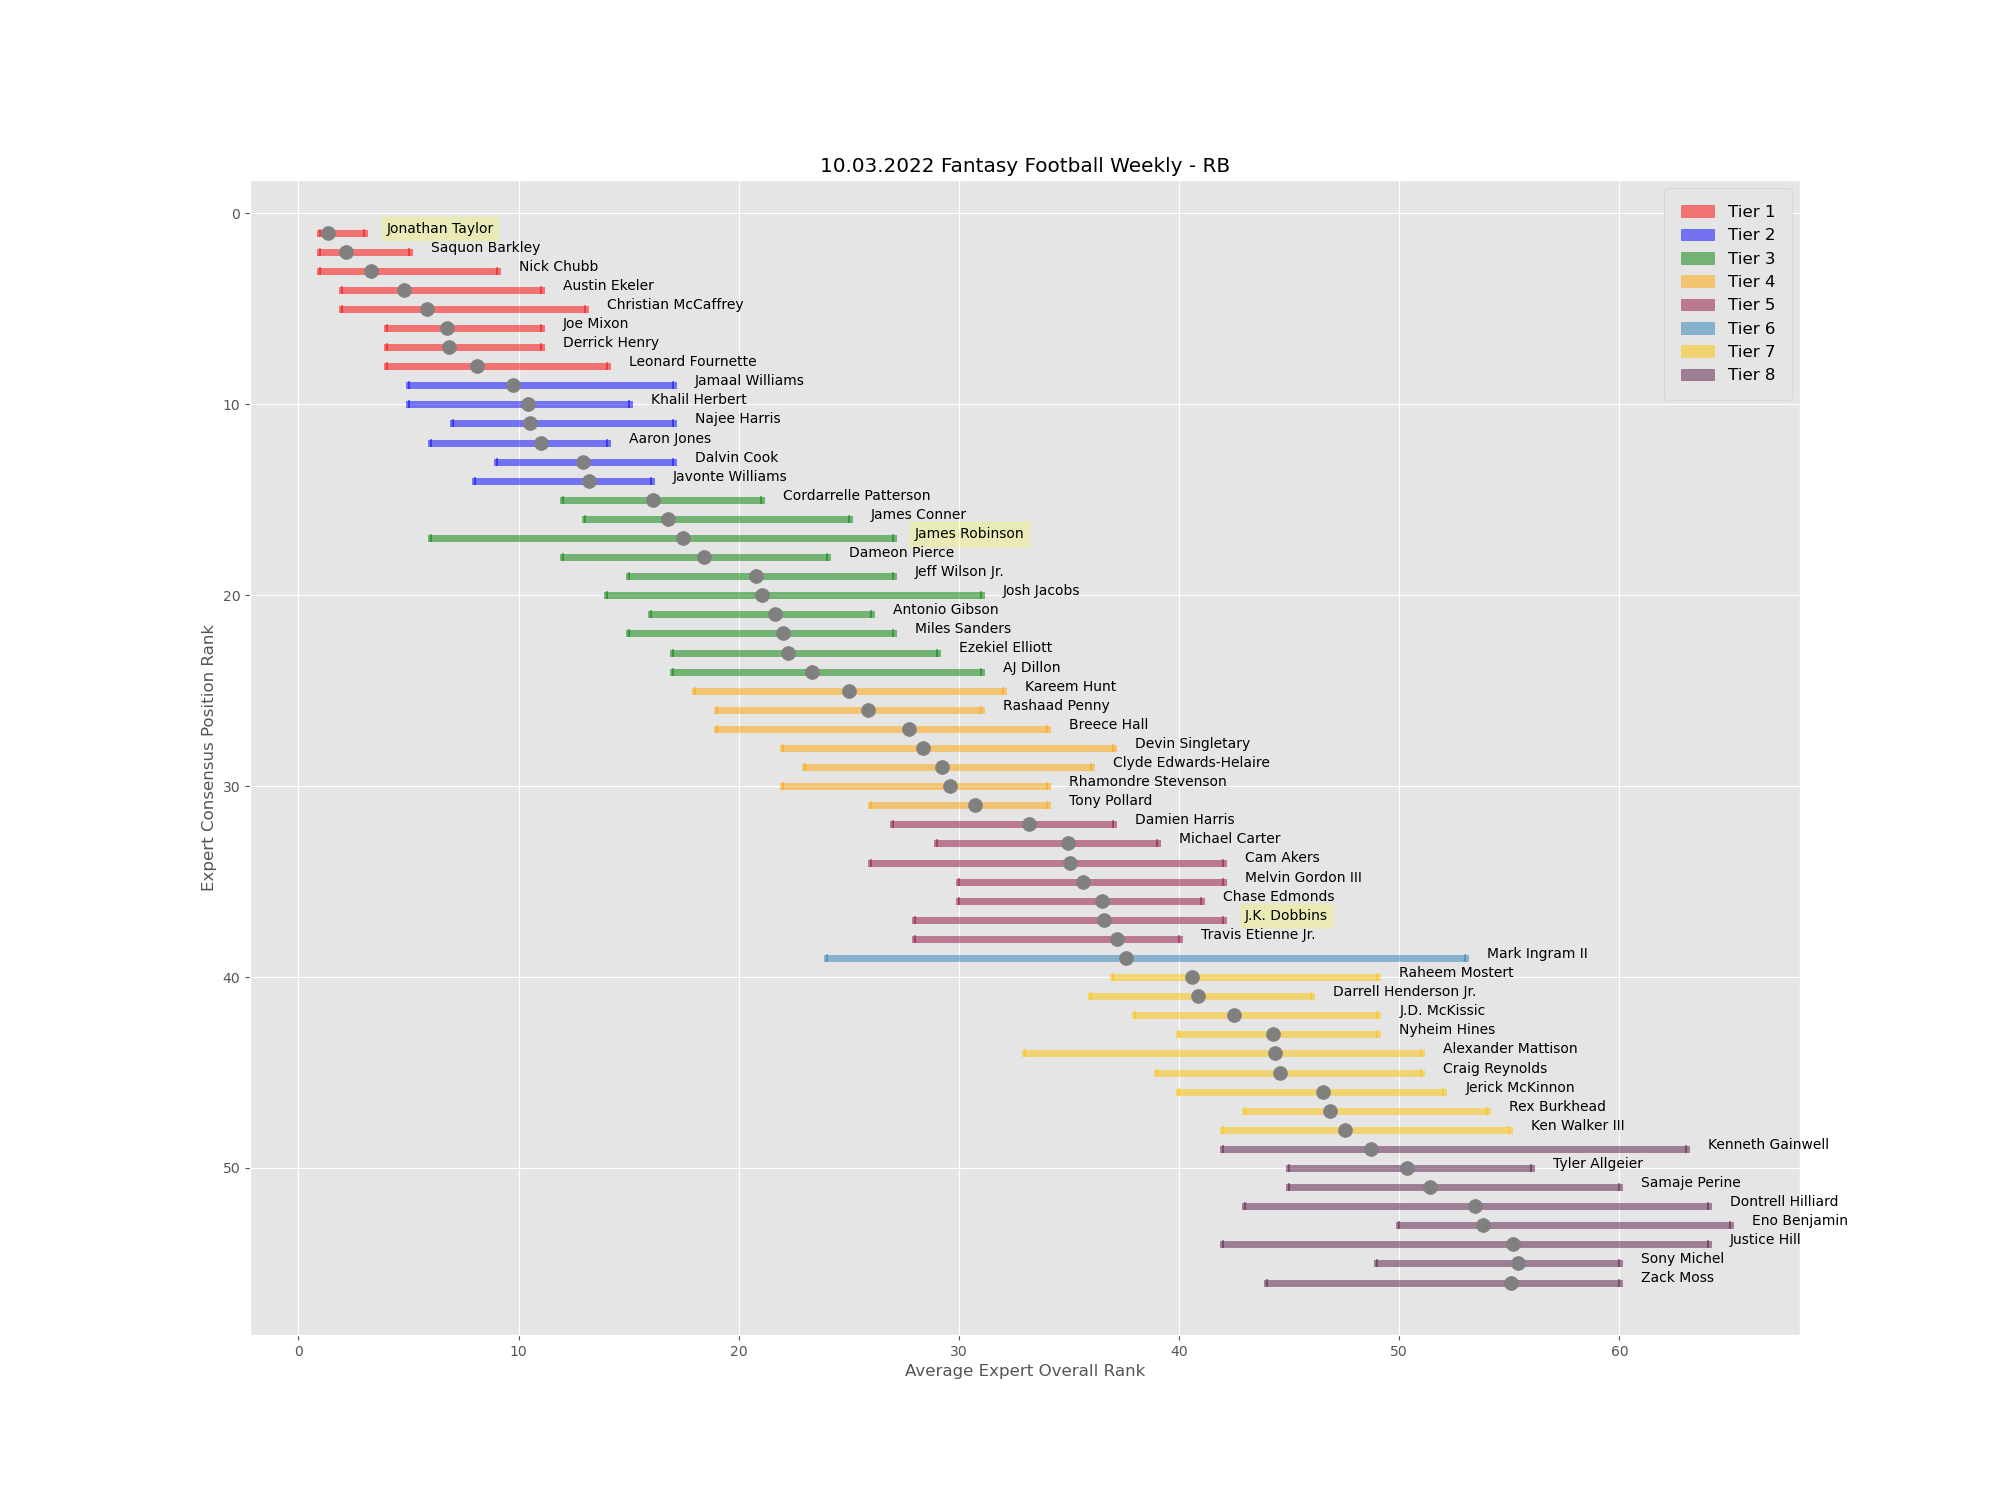 10.03.2022 Fantasy Football Weekly - RB
Tier 1
Tier 2
Tier 3
Tier 4
Tier 5
Tier 6
Tier 7
Tier 8
Jonathan Taylor
Saquon Barkley
Nick Chubb
Austin Ekeler
Christian McCaffrey
Joe Mixon
Derrick Henry
Leonard Fournette
Jamaal Williams
Khalil Herbert
Najee Harris
Aaron Jones
Dalvin Cook
Javonte Williams
Cordarrelle Patterson
James Conner
James Robinson
Dameon Pierce
Jeff Wilson Jr.
Josh Jacobs
Antonio Gibson
Miles Sanders
Ezekiel Elliott
AJ Dillon
Kareem Hunt
Rashaad Penny
Breece Hall
Devin Singletary
Clyde Edwards-Helaire
Rhamondre Stevenson
Tony Pollard
Damien Harris
Michael Carter
Cam Akers
Melvin Gordon III
Chase Edmonds
J.K. Dobbins
Travis Etienne Jr.
Mark Ingram II
Raheem Mostert
Darrell Henderson Jr.
J.D. McKissic
Nyheim Hines
Alexander Mattison
Craig Reynolds
Jerick McKinnon
Rex Burkhead
Ken Walker III
Kenneth Gainwell
Tyler Allgeier
Samaje Perine
Dontrell Hilliard
Eno Benjamin
Justice Hill
Sony Michel
Zack Moss
Expert Consensus Position Rank
0
10
20
30
40
50
0 10 20 30 40 50 60
Average Expert Overall Rank